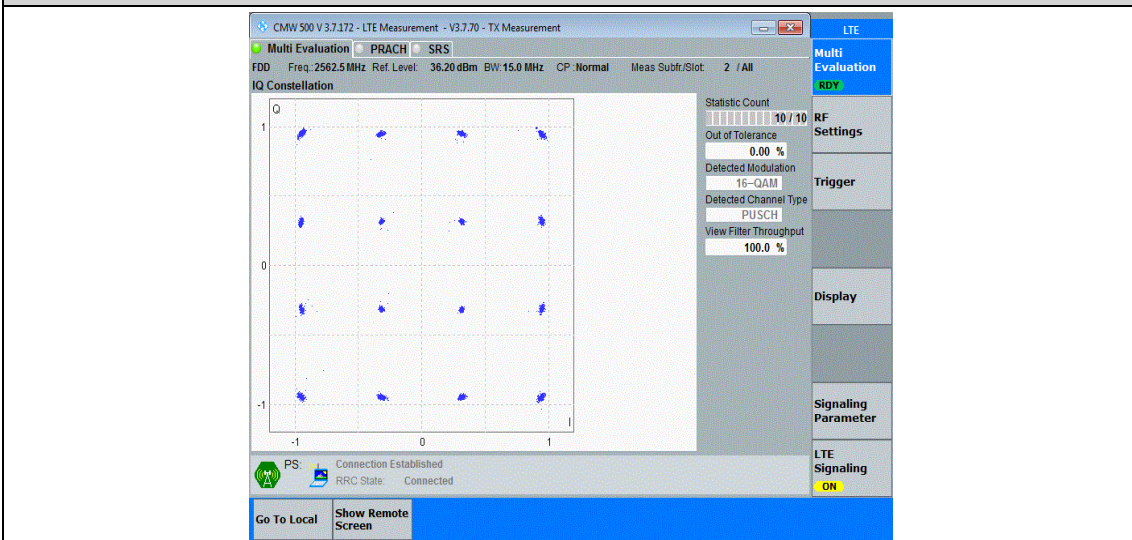 CMW 500 V 3.7.172 - LTE Measurement - V3.7.70 - TX Measurement
LTE
Multi Evaluation PRACH SRS
Multi
Evaluation
RDY
FDD Freq.: 2562.5 MHz Ref. Level: 36.20 dBm BW: 15.0 MHz CP : Normal Meas Subfr./Slot: 2 / All
IQ Constellation
Q
1
0
-1
-1 0 1
I
Statistic Count
10 / 10
Out of Tolerance
0.00 %
Detected Modulation
16-QAM
Detected Channel Type
PUSCH
View Filter Throughput
100.0 %
RF
Settings
Trigger
Display
Signaling
Parameter
LTE
Signaling
ON
PS: Connection Established
RRC State: Connected
Go To Local
Show Remote
Screen